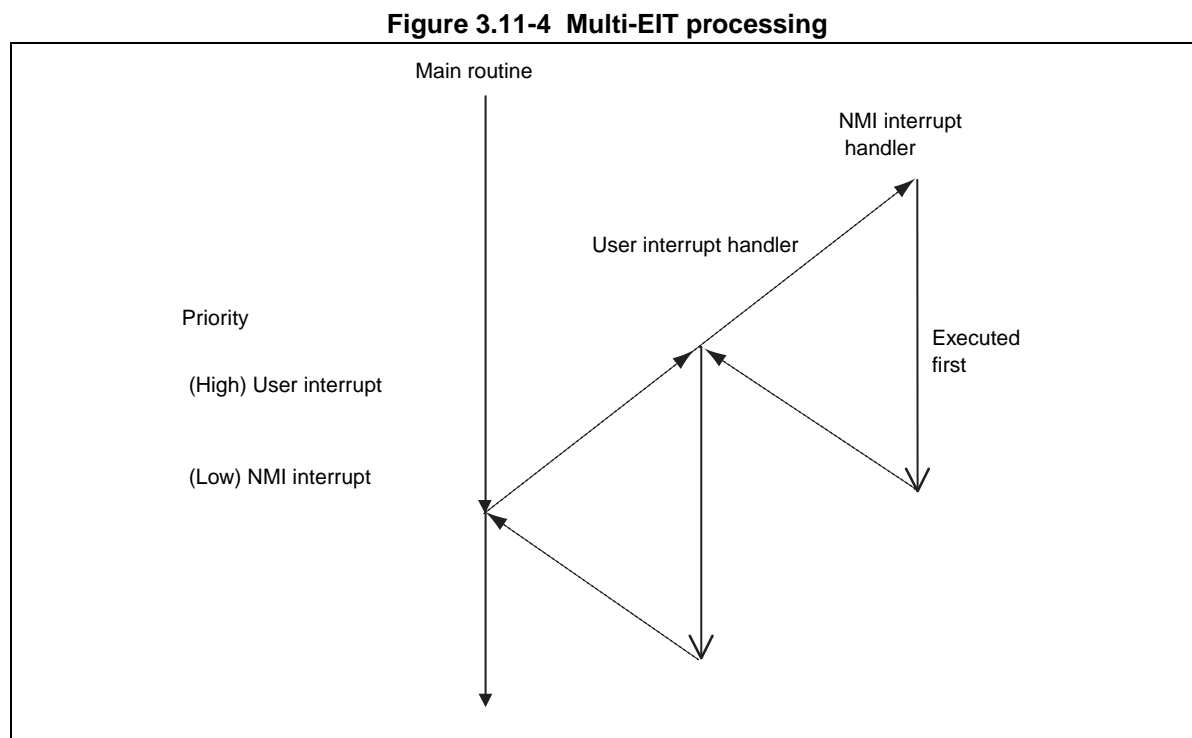 Figure 3.11-4 Multi-EIT processing
Main routine
NMI interrupt
handler
User interrupt handler
Priority
(High) User interrupt
(Low) NMI interrupt
Executed
first